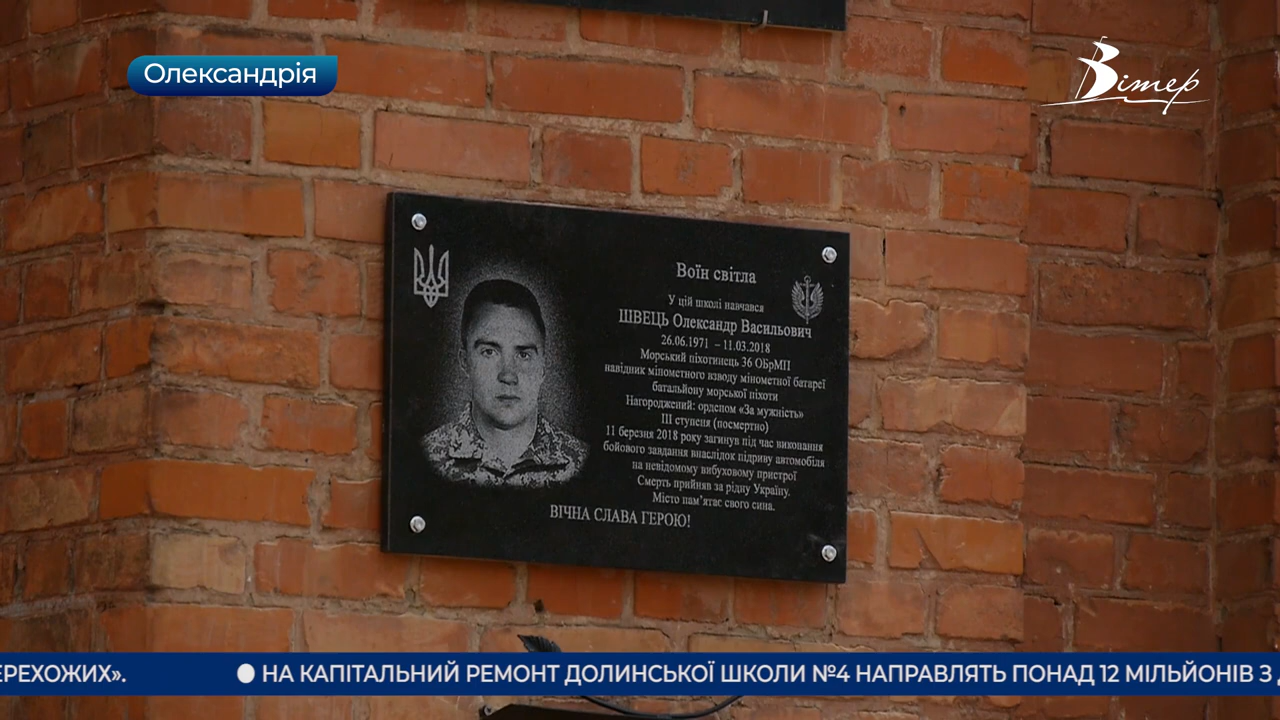 Олександрія
Вітер
Воїн світла
У цій школі навчався
ШВЕЦЬ Олександр Васильович
26.06.1971 – 11.03.2018
Морський піхотинець 36 ОБрМП
навідник мінометного взводу мінометної батареї
батальйону морської піхоти
Нагороджений: орденом «За мужність»
ІІІ ступеня (посмертно)
11 березня 2018 року загинув під час виконання
бойового завдання внаслідок підриву автомобіля
на невідомому вибуховому пристрої
Смерть прийняв за рідну Україну.
Місто пам'ятає свого сина.
ВІЧНА СЛАВА ГЕРОЮ!
ЕРЕХОЖИХ». ● НА КАПІТАЛЬНИЙ РЕМОНТ ДОЛИНСЬКОЇ ШКОЛИ №4 НАПРАВЛЯТЬ ПОНАД 12 МІЛЬЙОНІВ З